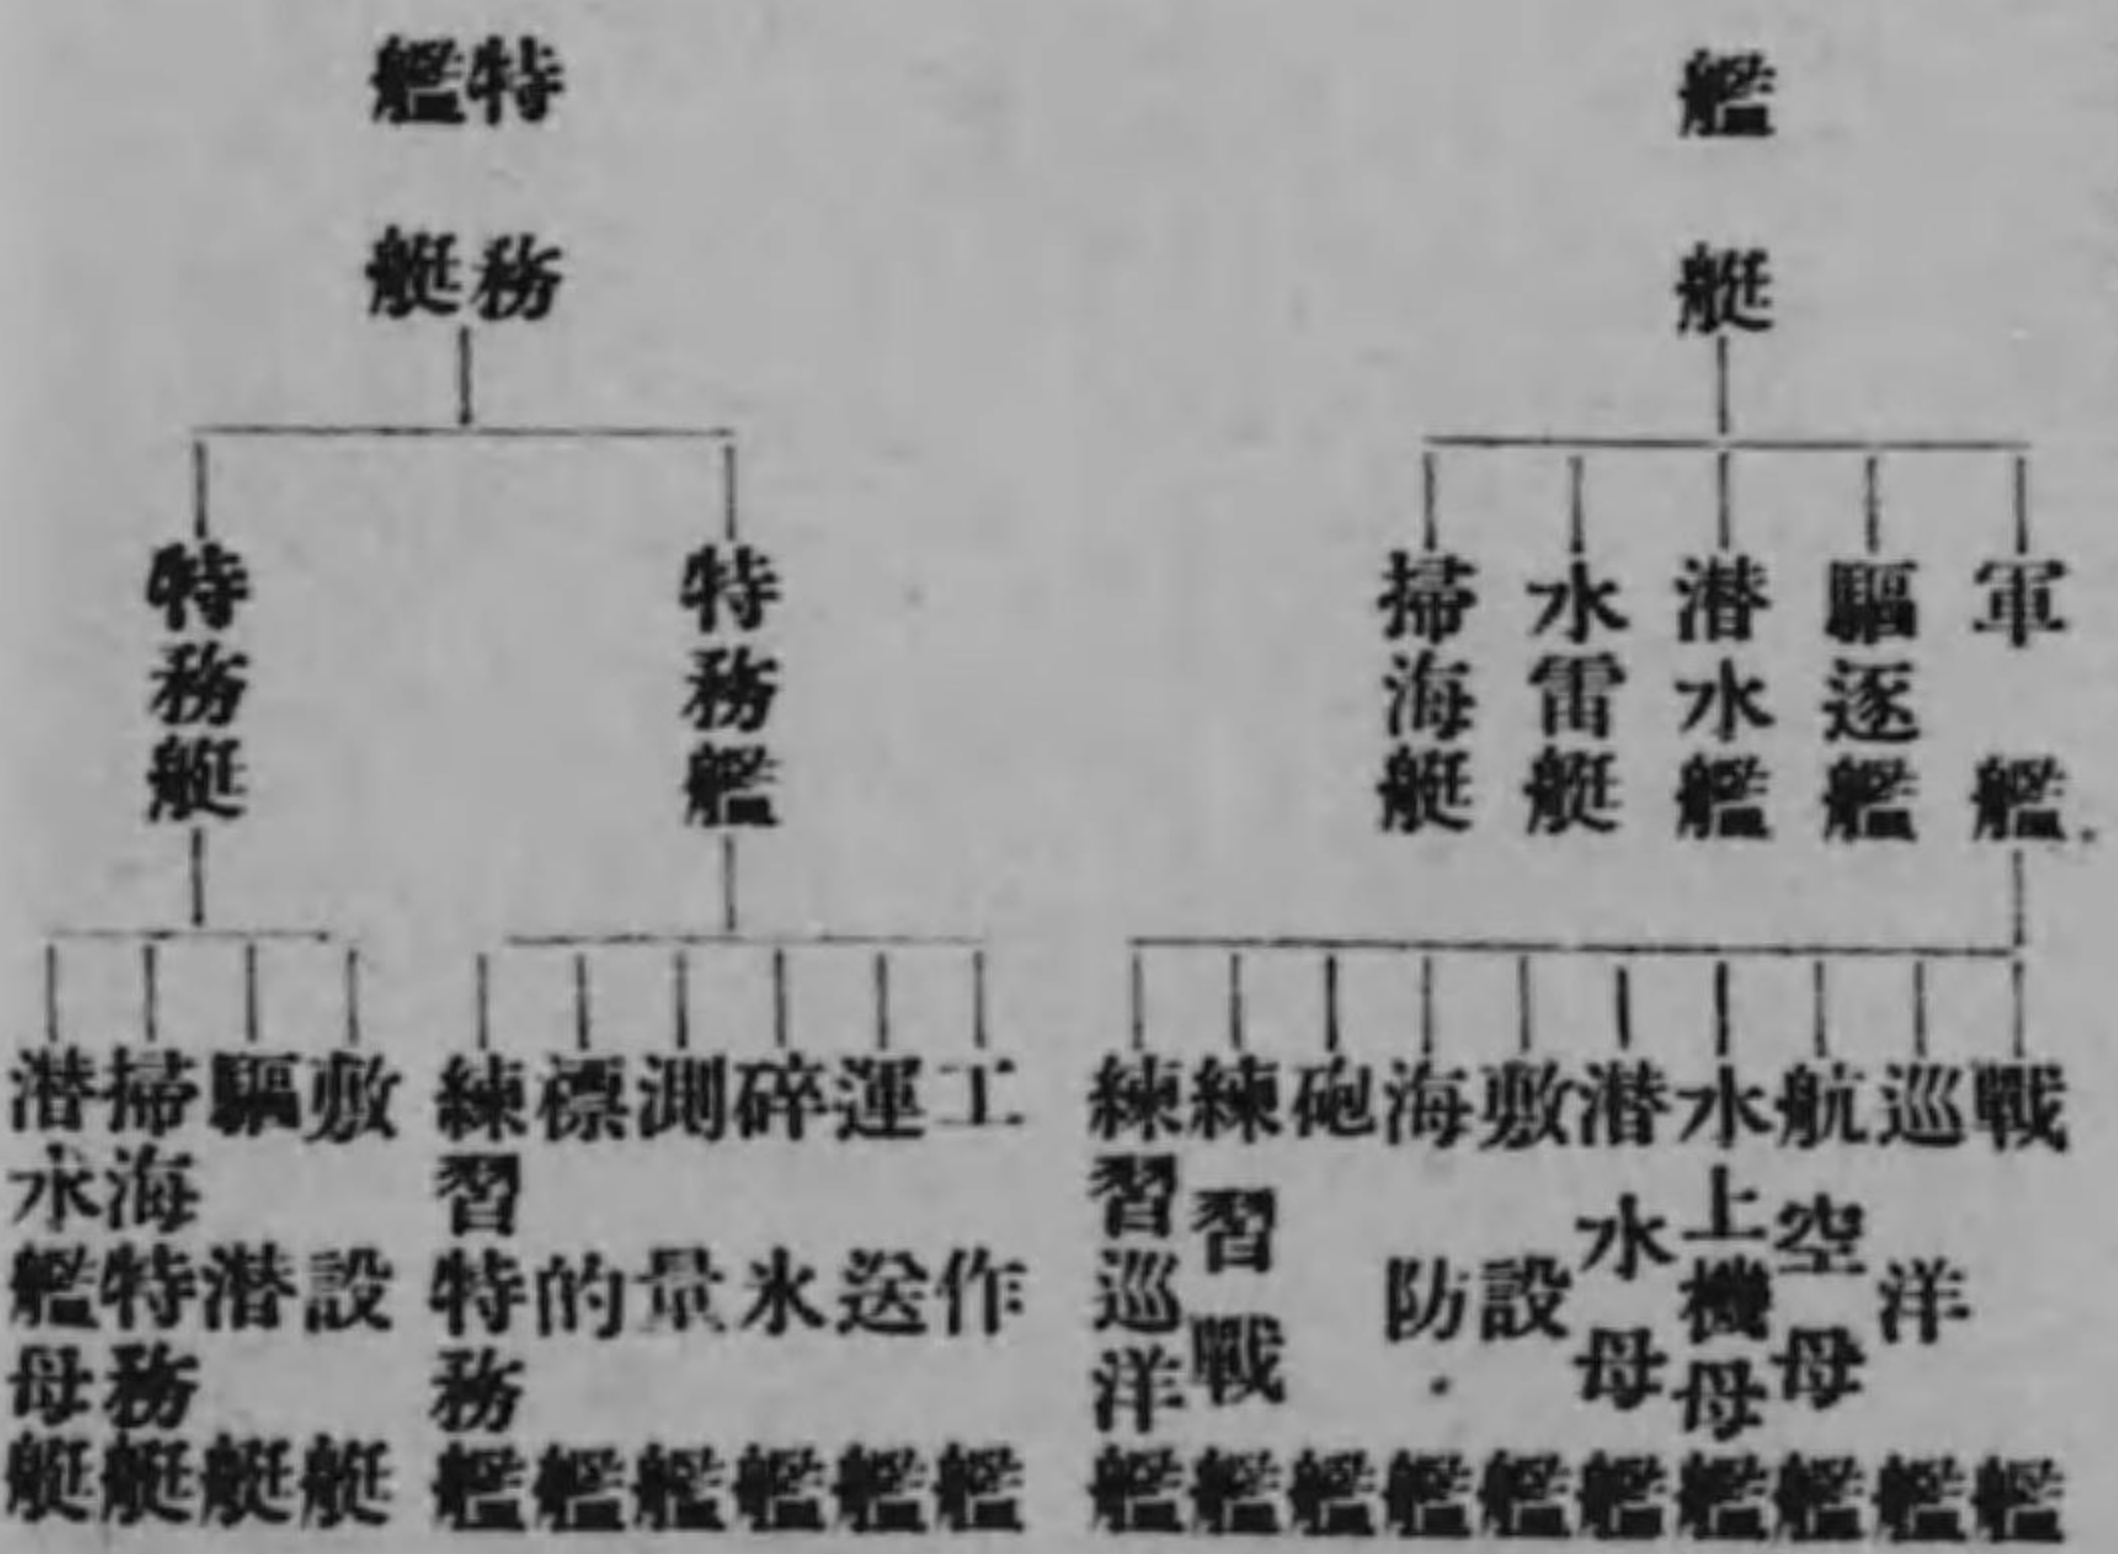 艦艇
軍艦
驅逐艦
潜水艦
水雷艇
掃海艇
戰艦
巡洋艦
航空母艦
水上機母艦
潜水母艦
敷設艦
海防艦
砲艦
練習戰艦
練習巡洋艦
特務
艦艇
特務艦
特務艇
工作艦
運送艦
碎氷艦
測量艦
標的艦
練習特務艦
敷設艇
驅潜艇
掃海特務艇
潜水艦母艇